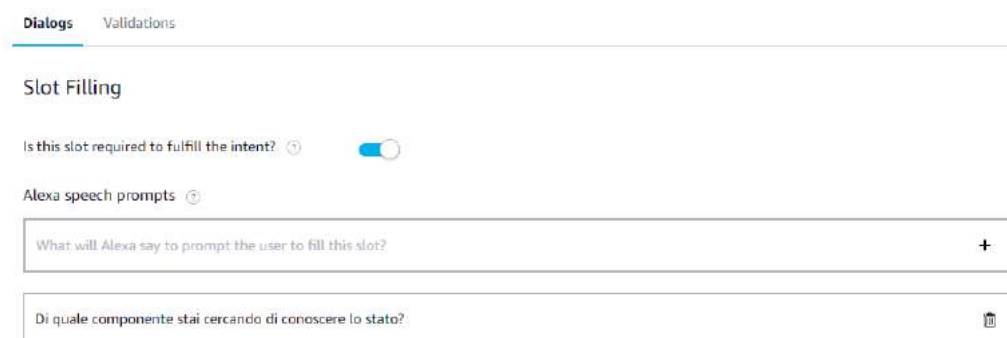 Dialogs Validations
Slot Filling
Is this slot required to fulfill the intent? ?
Alexa speech prompts ?
What will Alexa say to prompt the user to fill this slot? +
Di quale componente stai cercando di conoscere lo stato?